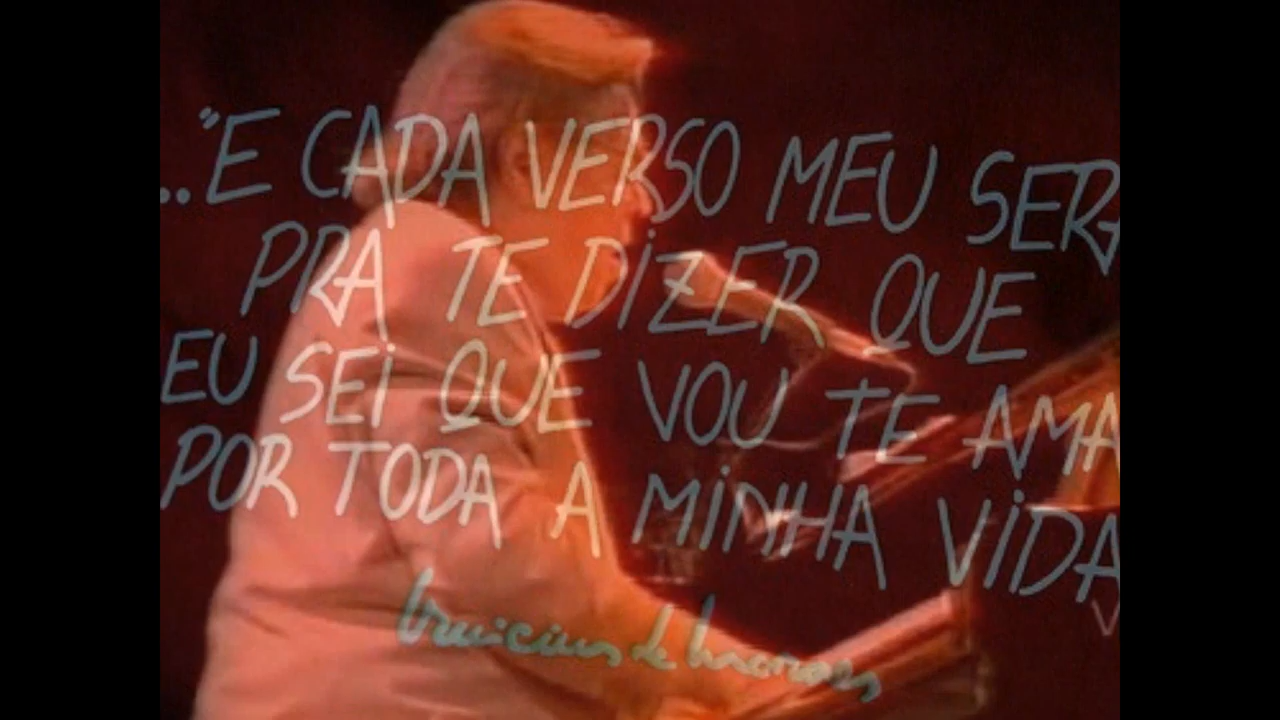 ..“E CADA VERSO MEU SERÁ
PRA TE DIZER QUE
EU SEI QUE VOU TE AMA
POR TODA A MINHA VIDA
Vinicius de Moraes